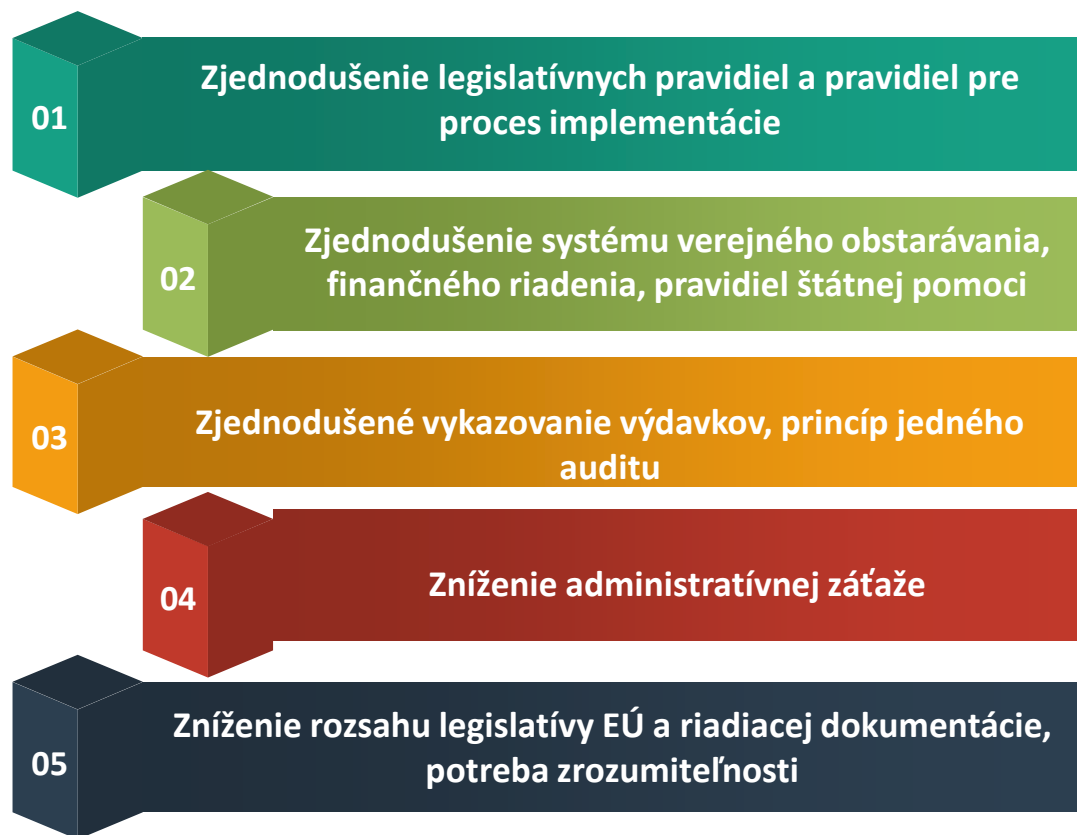 01
Zjednodušenie legislatívnych pravidiel a pravidiel pre
proces implementácie
02
Zjednodušenie systému verejného obstarávania,
finančného riadenia, pravidiel štátnej pomoci
03
Zjednodušené vykazovanie výdavkov, princíp jedného
auditu
04
Zníženie administratívnej záťaže
05
Zníženie rozsahu legislatívy EÚ a riadiacej dokumentácie,
potreba zrozumiteľnosti